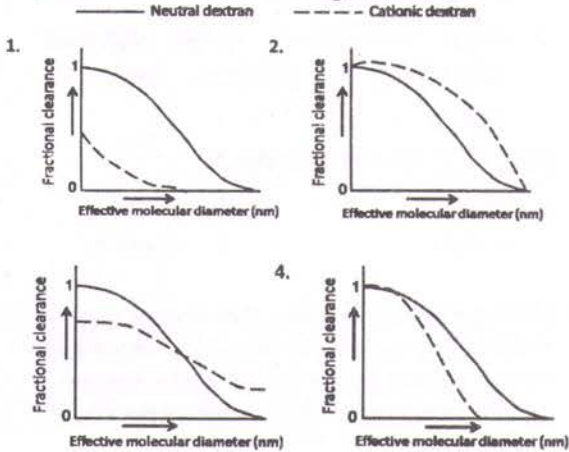 Neutral dextran Cationic dextran
1.
Fractional clearance
1
0
Effective molecular diameter (nm)
2.
Fractional clearance
1
0
Effective molecular diameter (nm)
Fractional clearance
1
0
Effective molecular diameter (nm)
4.
Fractional clearance
1
0
Effective molecular diameter (nm)